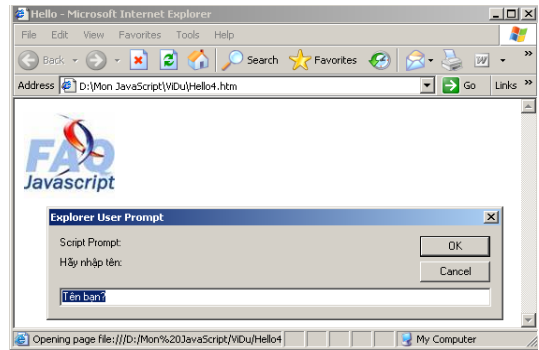 Hello - Microsoft Internet Explorer
File Edit View Favorites Tools Help
Back Search Favorites W »
Address D:\Mon JavaScript\ViDu\Hello4.htm Go Links »
FAQ
Javascript
Explorer User Prompt
Script Prompt:
OK
Hãy nhập tên:
Cancel
Tên bạn?
Opening page file:///D:/Mon%20JavaScript/ViDu/Hello4 My Computer